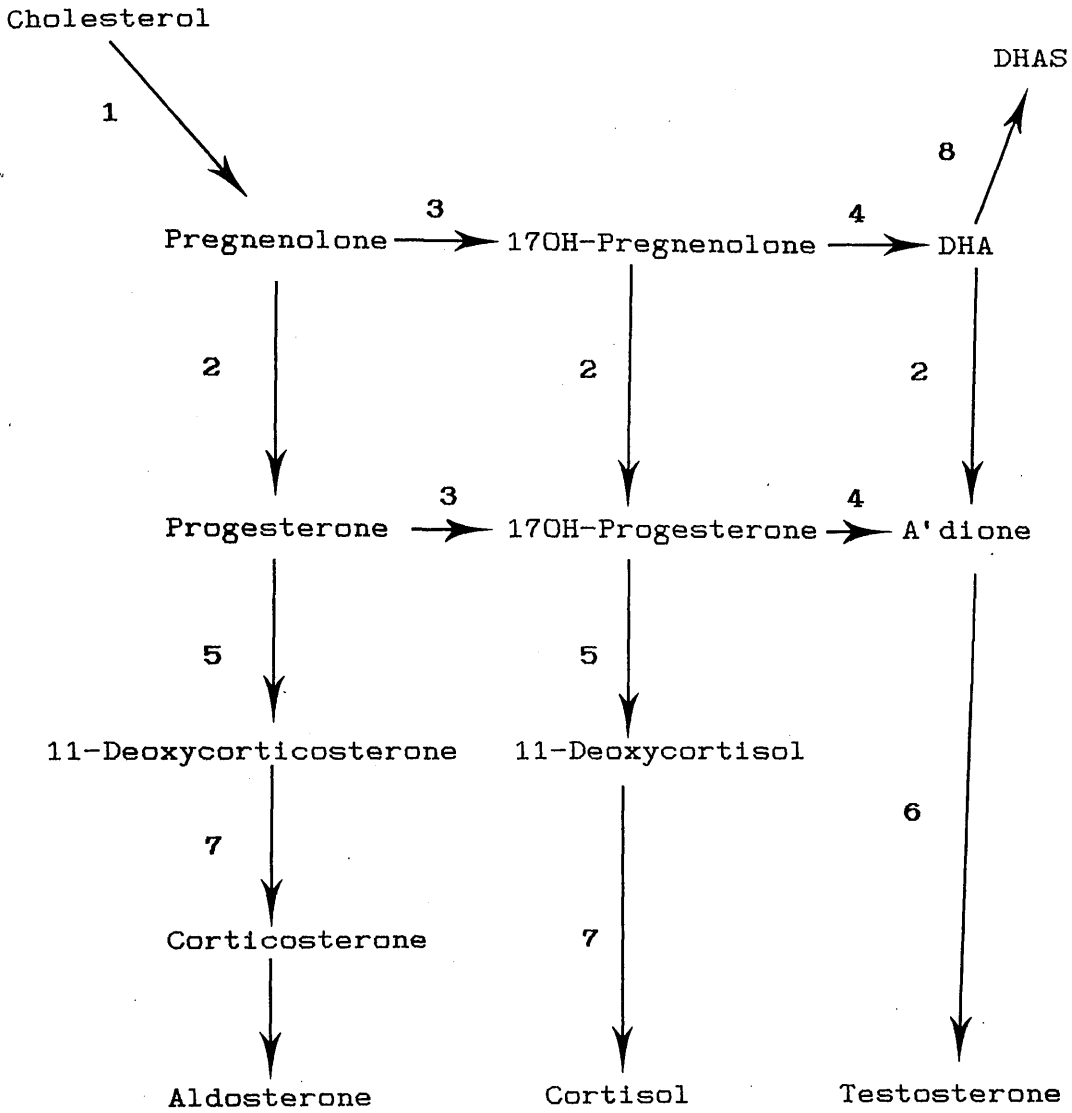 Cholesterol
DHAS
1
8
3
4
Pregnenolone
17OH-Pregnenolone
DHA
2
2
2
3
4
Progesterone
17OH-Progesterone
A'dione
5
5
11-Deoxycorticosterone
11-Deoxycortisol
6
7
Corticosterone
7
Aldosterone
Cortisol
Testosterone